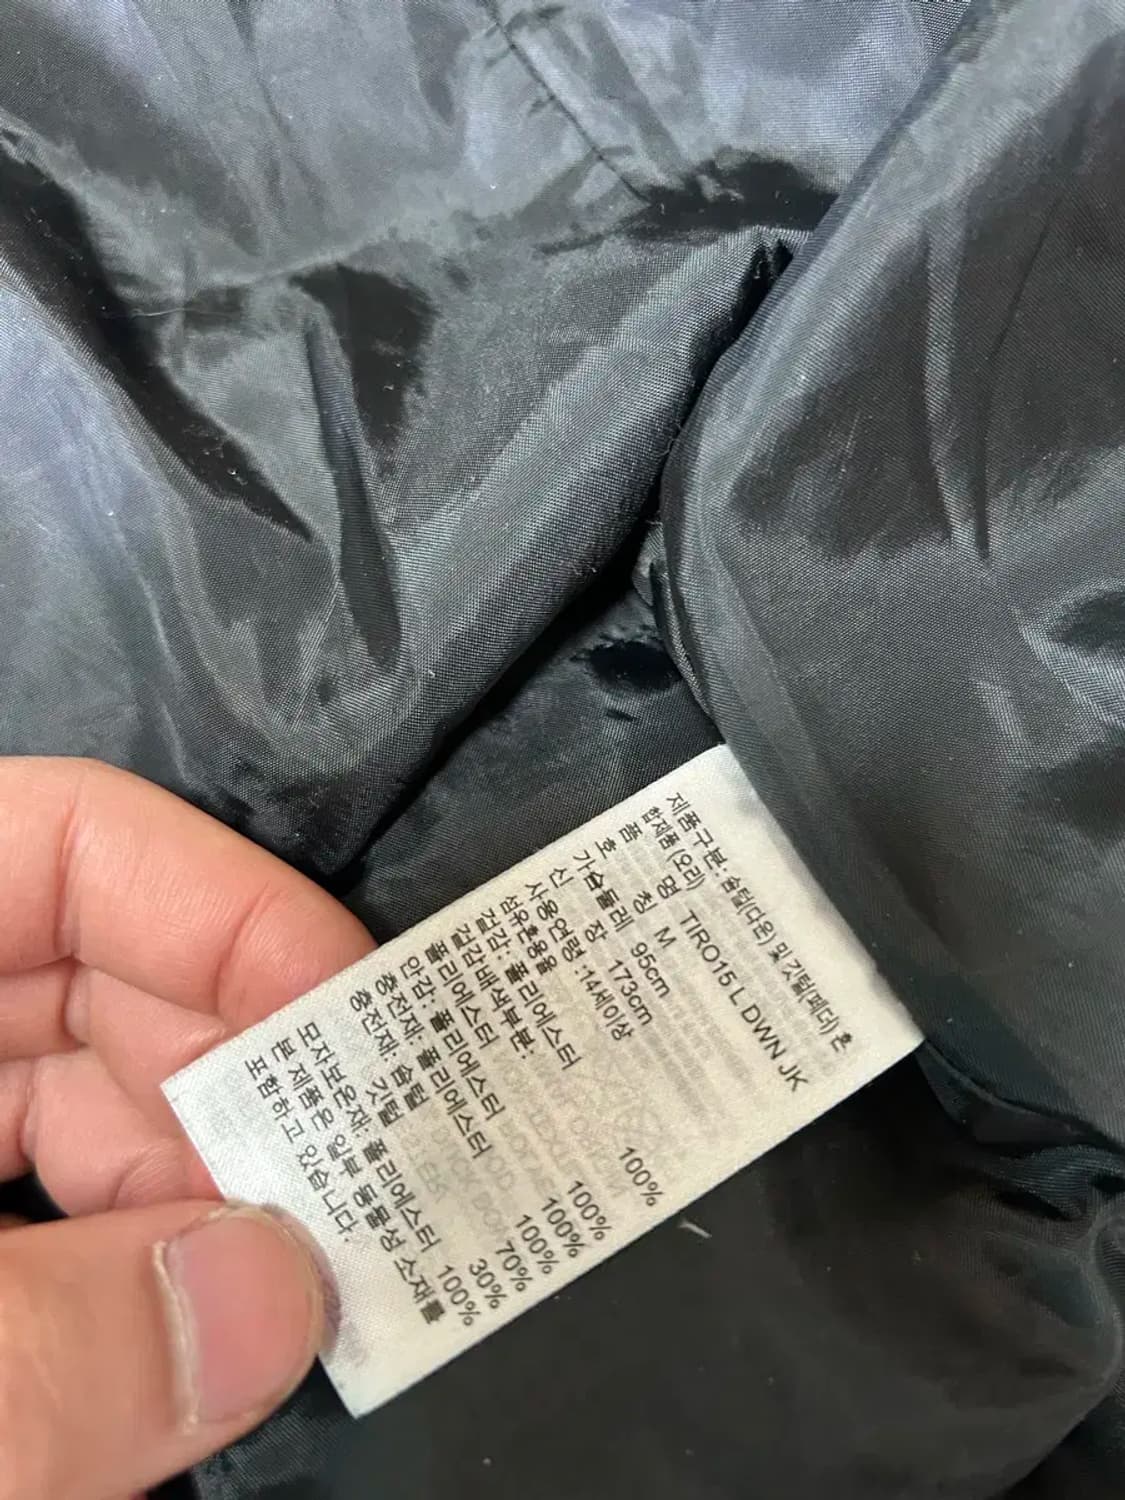 제품구분: 솜털(다운) 및 깃털(페더) 혼
합제품 (오리)
품 명 TIRO15 L DWN JK
호 칭 M
가슴둘레 95cm
신 장 173cm
사용연령 :14세이상
섬유혼용율
겉감: 폴리에스터 100%
겉감배색부분:
폴리에스터 100%
안감: 폴리에스터 100%
충전재: 폴리에스터 100%
충전재: 솜털 70%
깃털 30%
모자보온재: 폴리에스터 100%
본 제품은 일부 동물성 소재를
포함하고 있습니다.